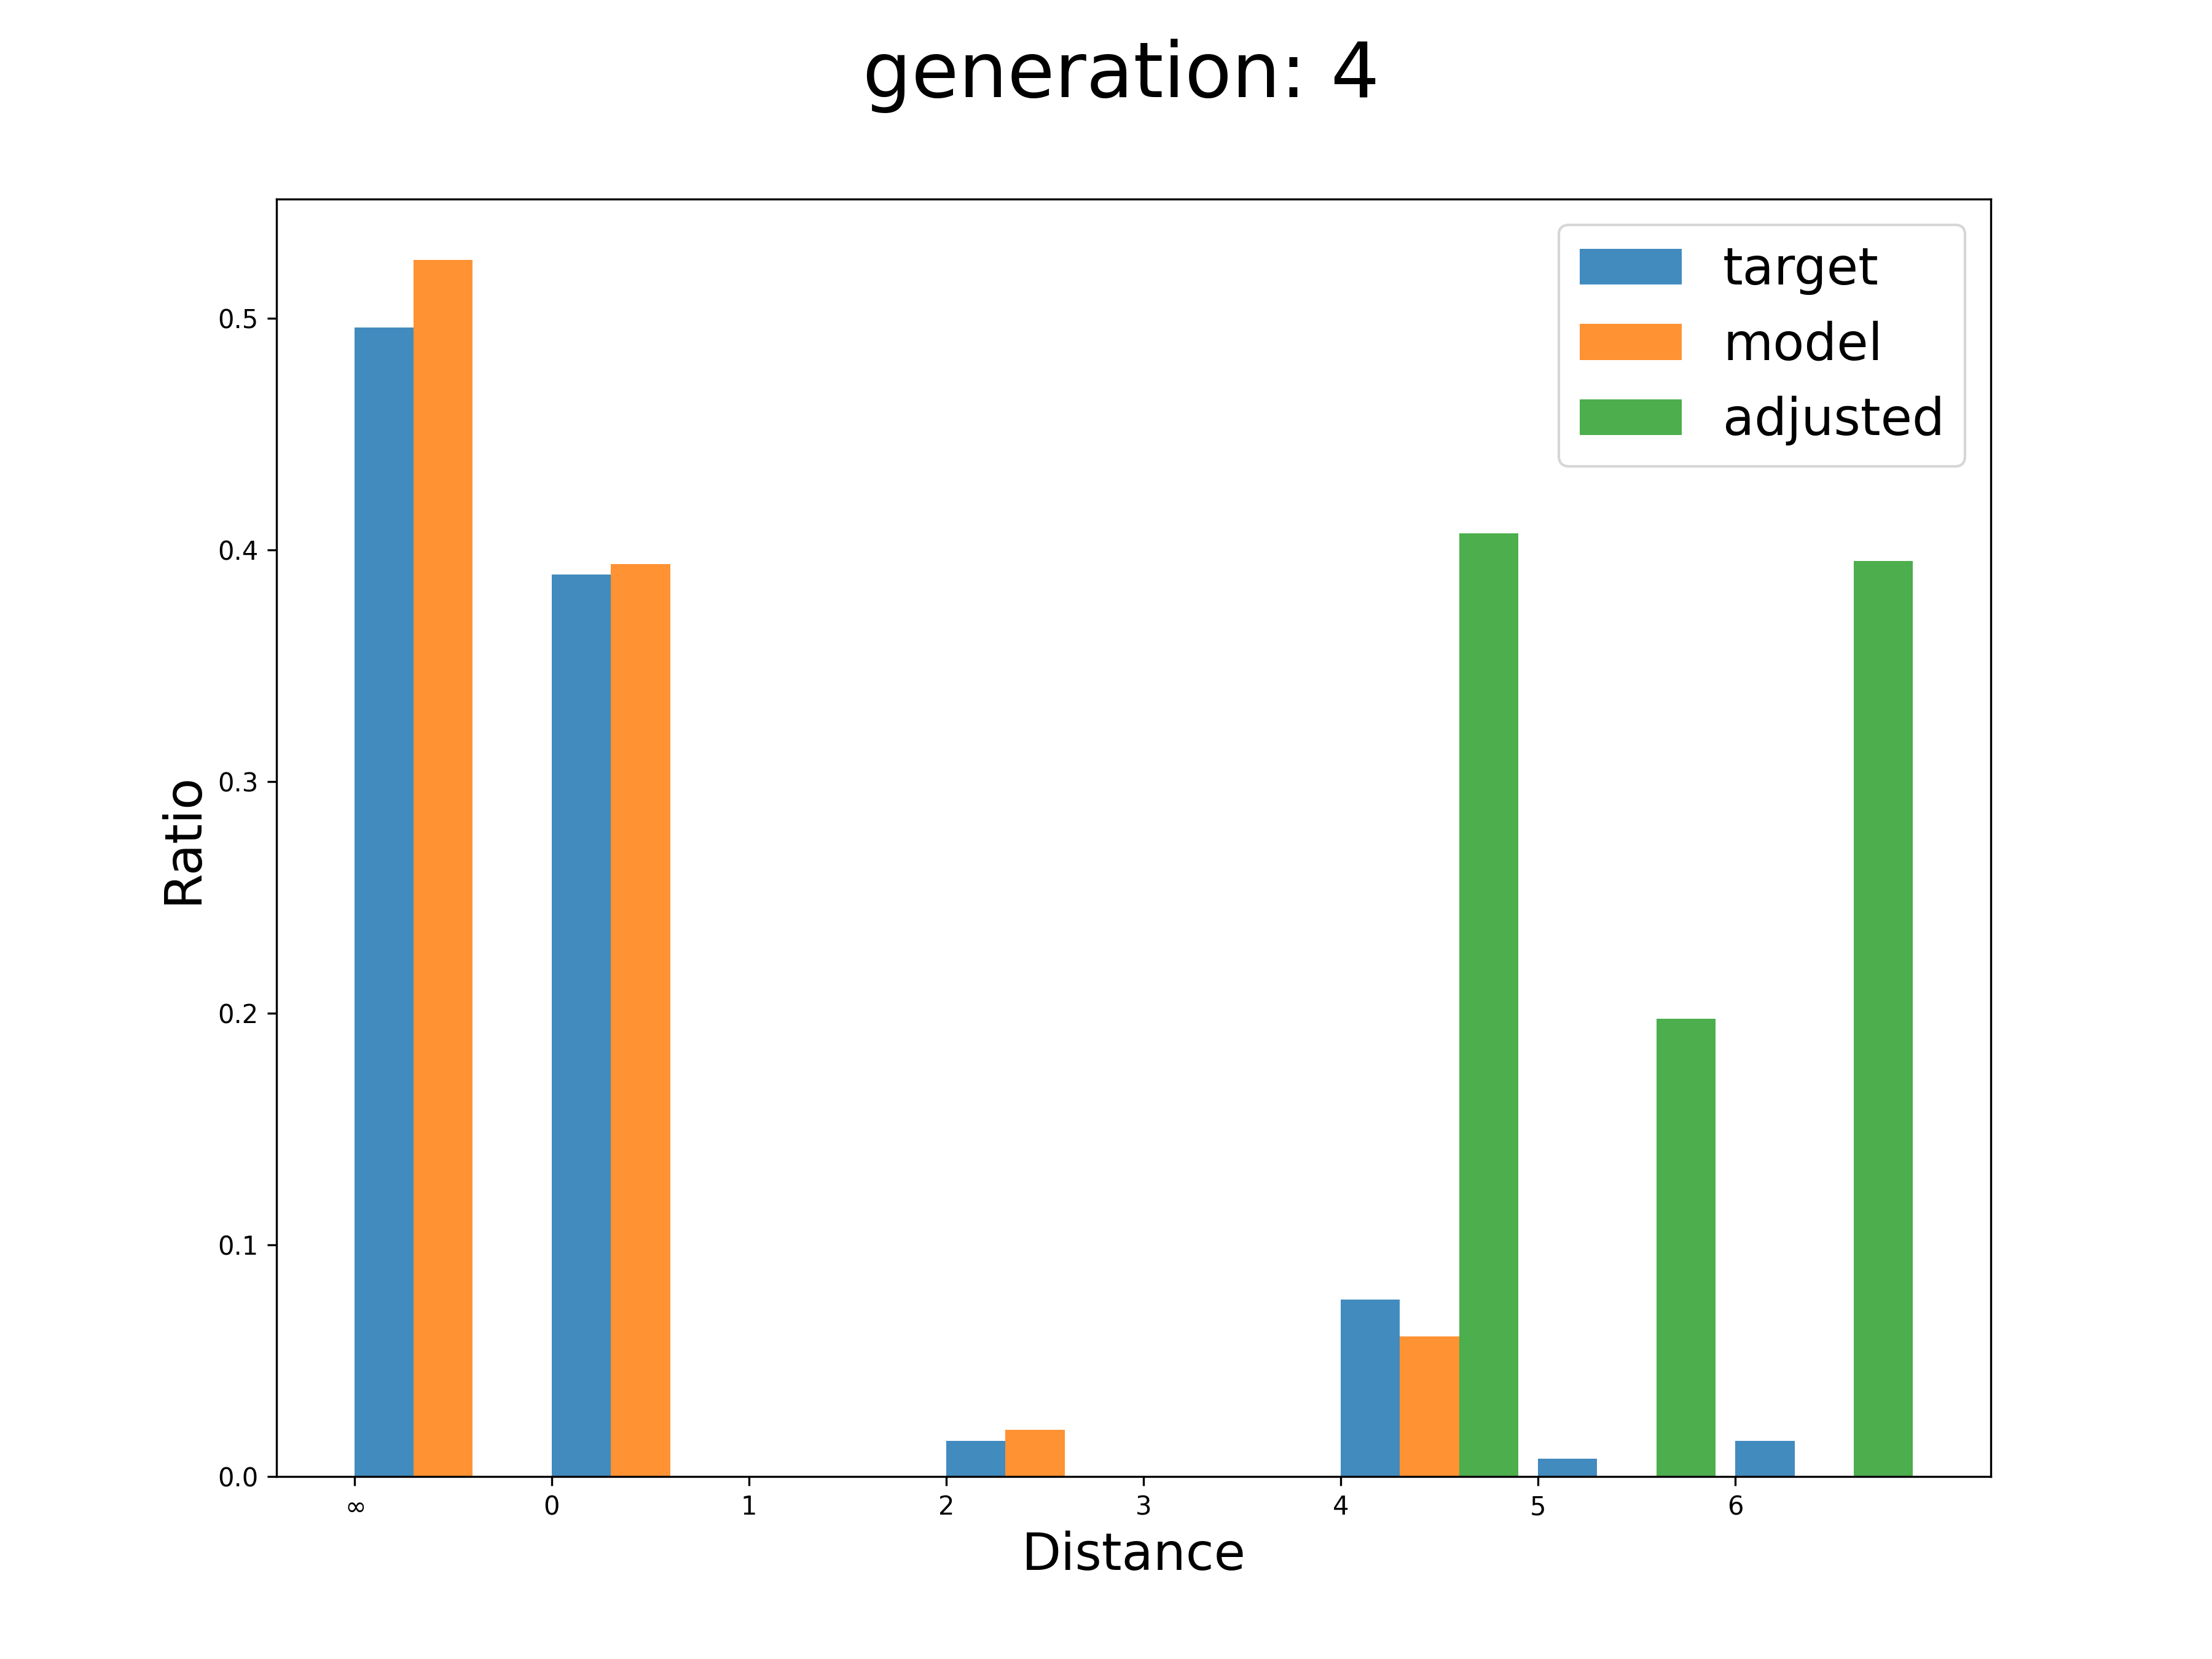 generation: 4
target
model
adjusted
Ratio
0.5
0.4
0.3
0.2
0.1
0.0
∞ 0 1 2 3 4 5 6
Distance